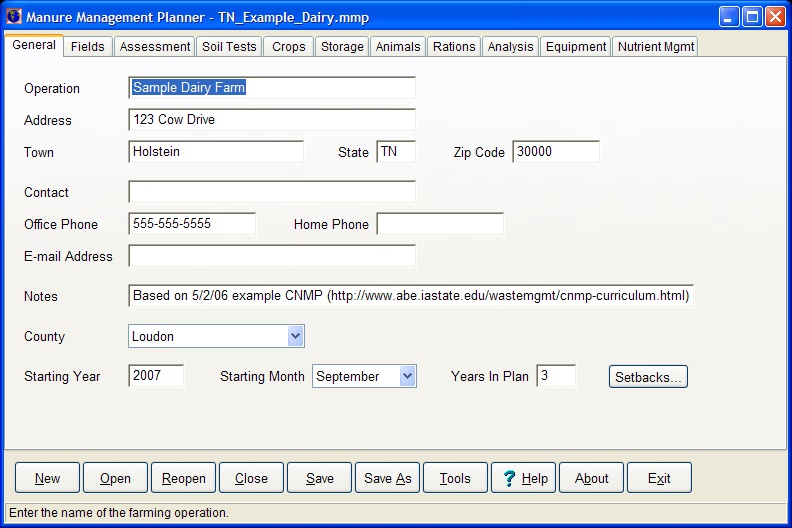 Manure Management Planner - TN_Example_Dairy.mmp
General Fields Assessment Soil Tests Crops Storage Animals Rations Analysis Equipment Nutrient Mgmt
Operation Sample Dairy Farm
Address 123 Cow Drive
Town Holstein State TN Zip Code 30000
Contact
Office Phone 555-555-5555 Home Phone
E-mail Address
Notes Based on 5/2/06 example CNMP (http://www.abe.iastate.edu/wastemgmt/cnmp-curriculum.html)
County Loudon
Starting Year 2007 Starting Month September Years In Plan 3 Setbacks...
New Open Reopen Close Save Save As Tools ? Help About Exit
Enter the name of the farming operation.